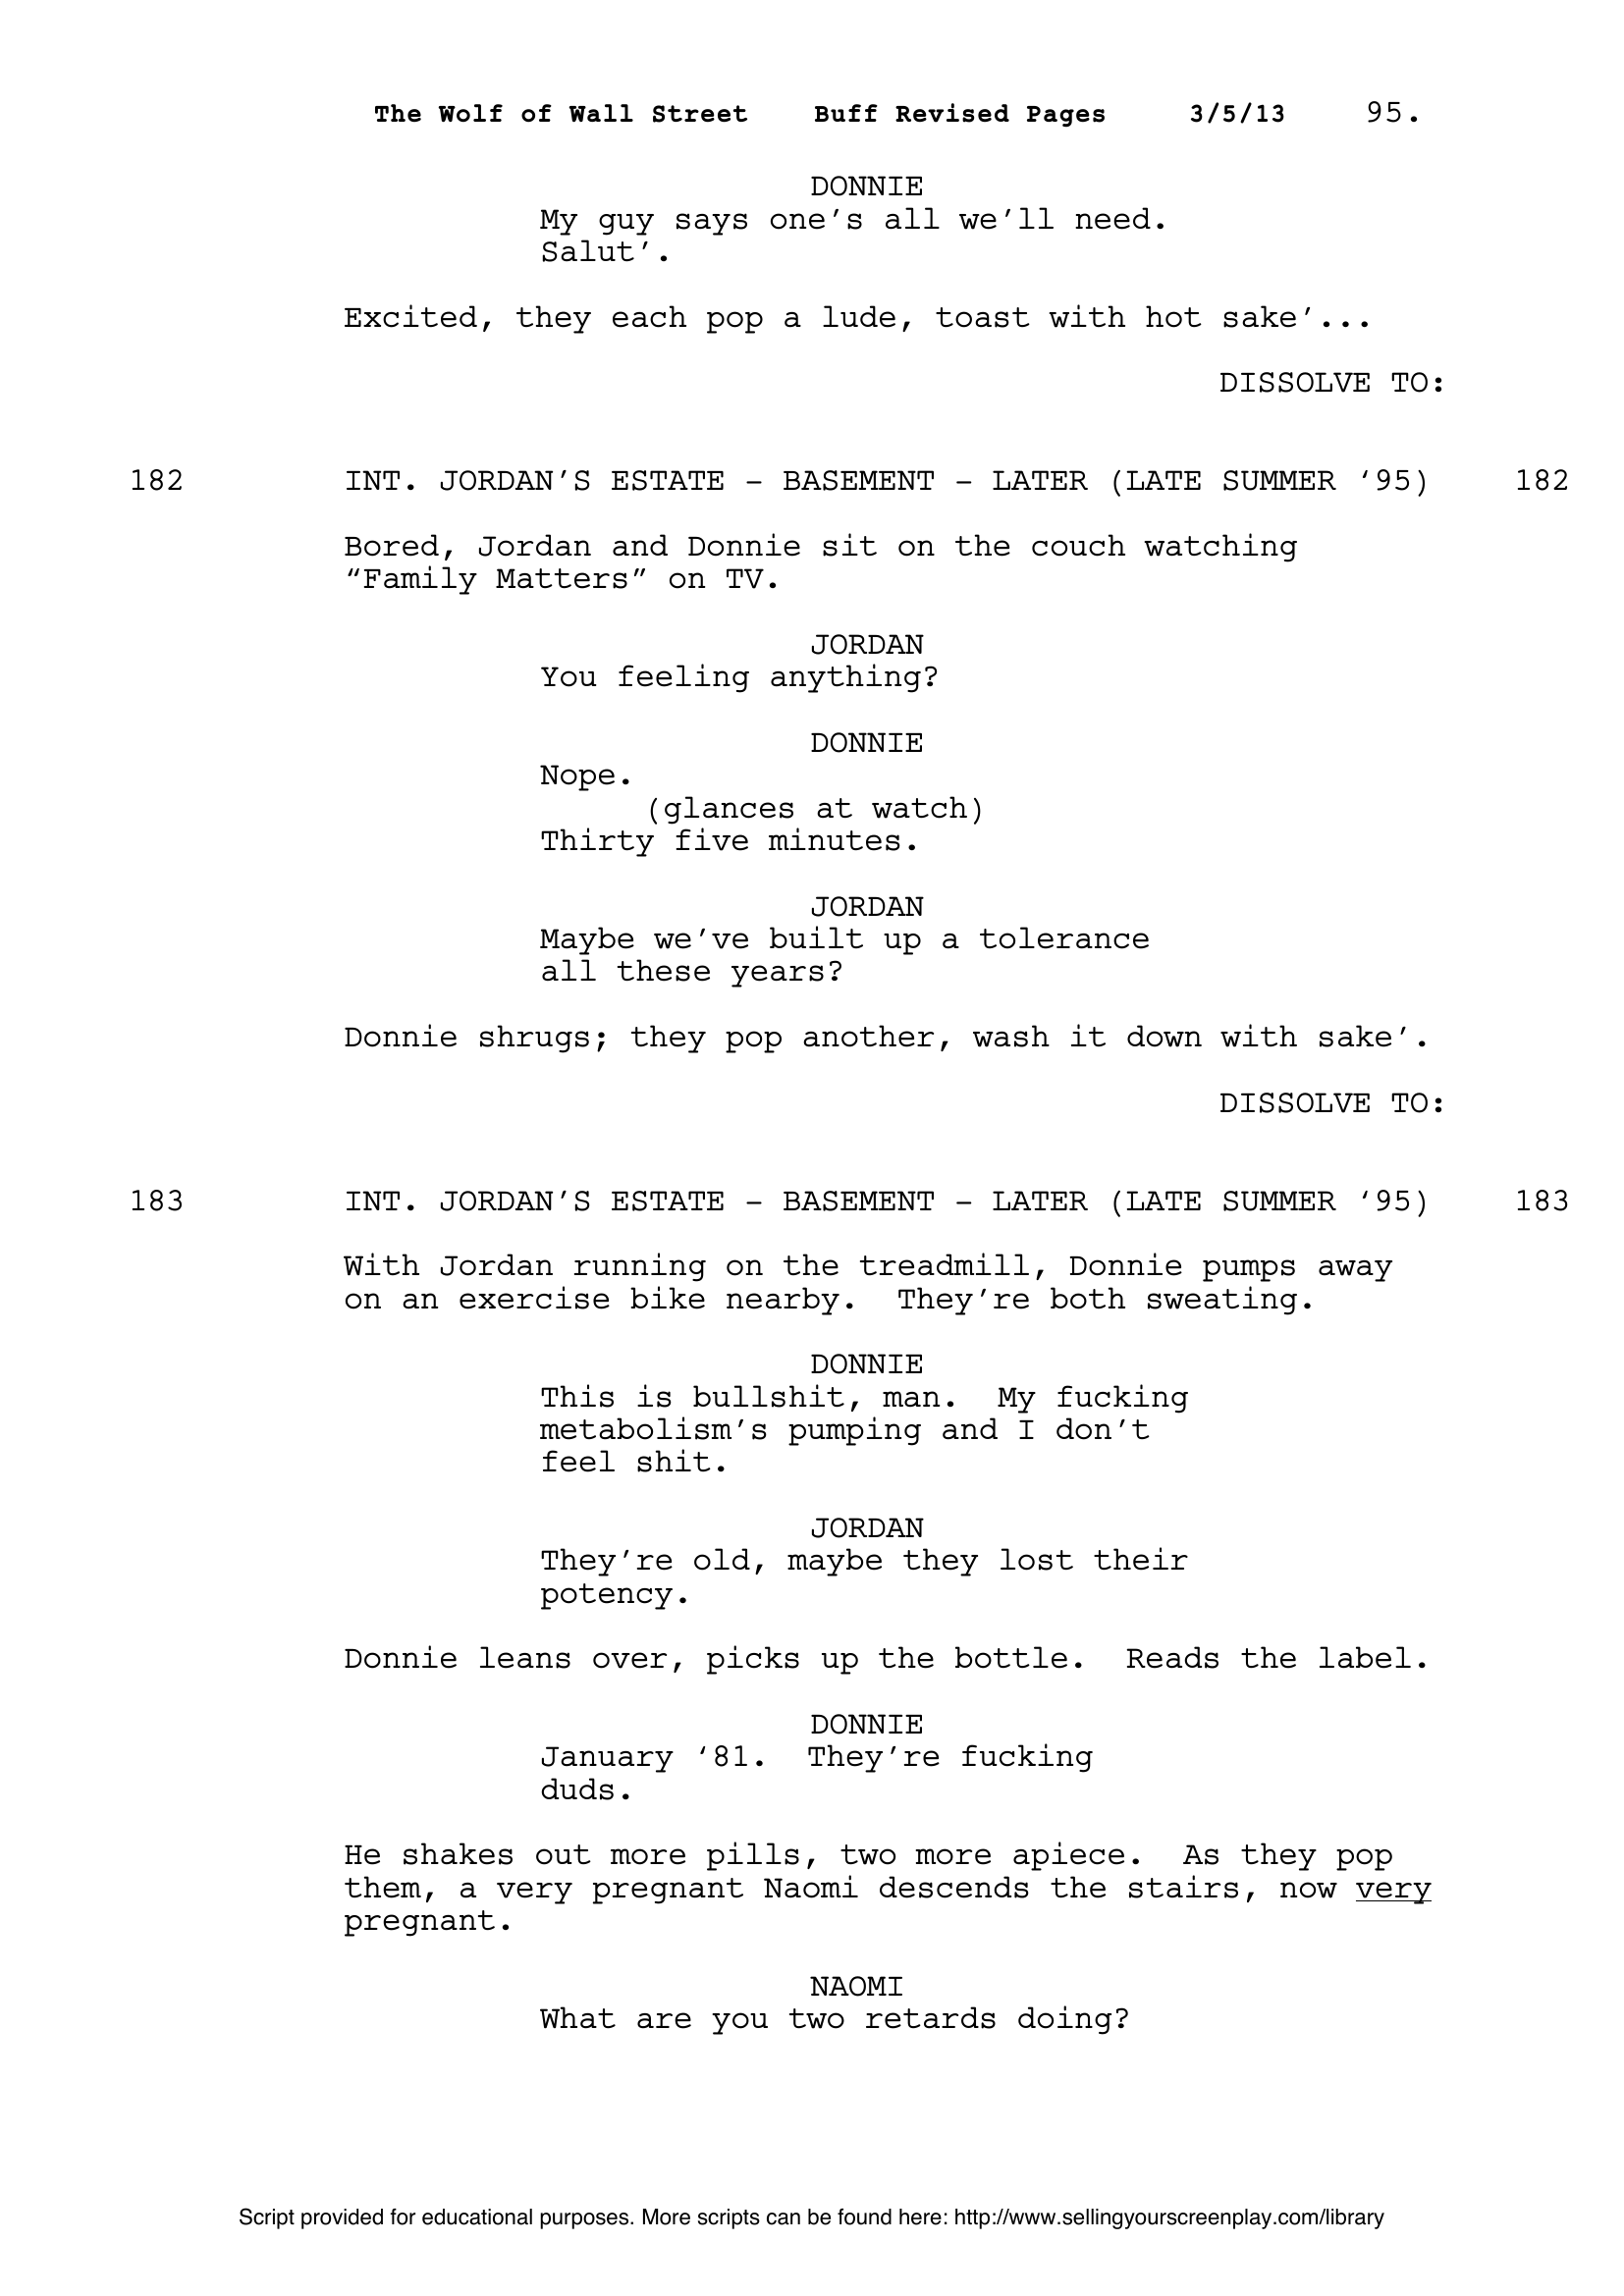 The Wolf of Wall Street    Buff Revised Pages    3/5/13    95.
DONNIE
My guy says one’s all we’ll need.
Salut’.
Excited, they each pop a lude, toast with hot sake’...
DISSOLVE TO:
182 INT. JORDAN’S ESTATE – BASEMENT – LATER (LATE SUMMER ‘95) 182
Bored, Jordan and Donnie sit on the couch watching
“Family Matters” on TV.
JORDAN
You feeling anything?
DONNIE
Nope.
(glances at watch)
Thirty five minutes.
JORDAN
Maybe we’ve built up a tolerance
all these years?
Donnie shrugs; they pop another, wash it down with sake’.
DISSOLVE TO:
183 INT. JORDAN’S ESTATE – BASEMENT – LATER (LATE SUMMER ‘95) 183
With Jordan running on the treadmill, Donnie pumps away
on an exercise bike nearby.  They’re both sweating.
DONNIE
This is bullshit, man.  My fucking
metabolism’s pumping and I don’t
feel shit.
JORDAN
They’re old, maybe they lost their
potency.
Donnie leans over, picks up the bottle.  Reads the label.
DONNIE
January ‘81.  They’re fucking
duds.
He shakes out more pills, two more apiece.  As they pop
them, a very pregnant Naomi descends the stairs, now very
pregnant.
NAOMI
What are you two retards doing?
Script provided for educational purposes. More scripts can be found here: http://www.sellingyourscreenplay.com/library